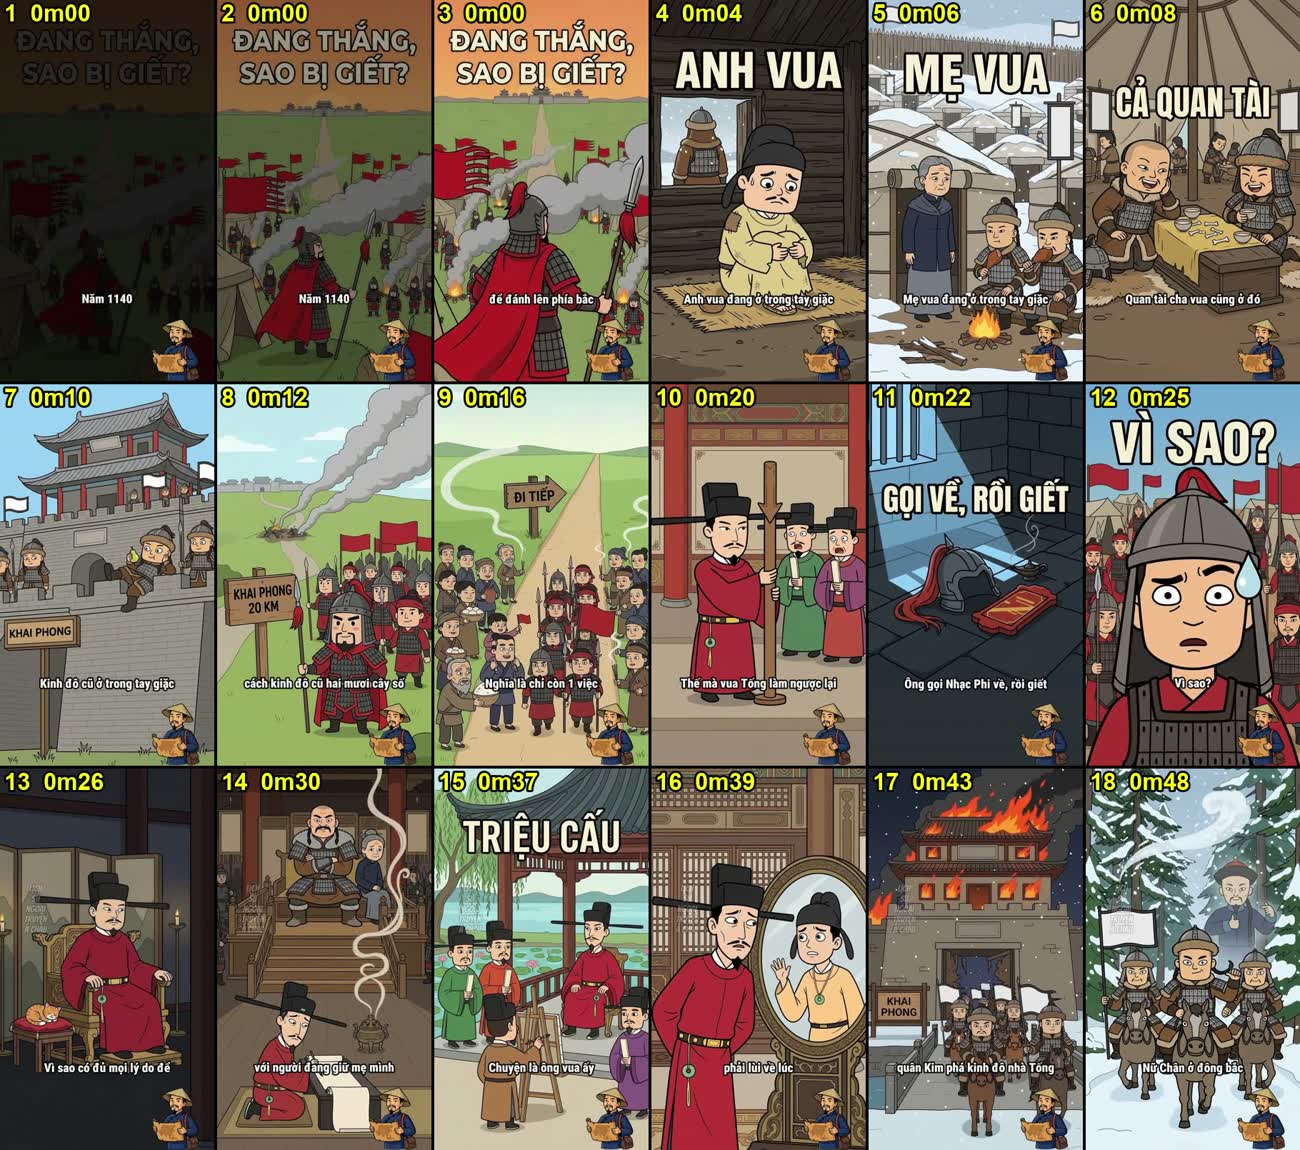 1 0m00
ĐANG THẮNG,
SAO BỊ GIẾT?
Năm 1140
2 0m00
ĐANG THẮNG,
SAO BỊ GIẾT?
Năm 1140
3 0m00
ĐANG THẮNG,
SAO BỊ GIẾT?
để đánh lên phía bắc
4 0m04
ANH VUA
Anh vua đang ở trong tay giặc
5 0m06
MẸ VUA
Mẹ vua đang ở trong tay giặc
6 0m08
CẢ QUAN TÀI
Quan tài cha vua cũng ở đó
7 0m10
KHAI PHONG
Kinh đô cũ ở trong tay giặc
8 0m12
KHAI PHONG
20 KM
cách kinh đô cũ hai mươi cây số
9 0m16
ĐI TIẾP
Nghĩa là chỉ còn 1 việc
10 0m20
Thế mà vua Tống làm ngược lại
11 0m22
GỌI VỀ, RỒI GIẾT
Ông gọi Nhạc Phi về, rồi giết
12 0m25
VÌ SAO?
Vì sao?
13 0m26
Vì sao có đủ mọi lý do để
14 0m30
với người đang giữ mẹ mình
15 0m37
TRIỆU CẤU
Chuyện là ông vua ấy
16 0m39
phải lùi về lúc
17 0m43
KHAI
PHONG
quân Kim phá kinh đô nhà Tống
18 0m48
Nữ Chân ở đông bắc